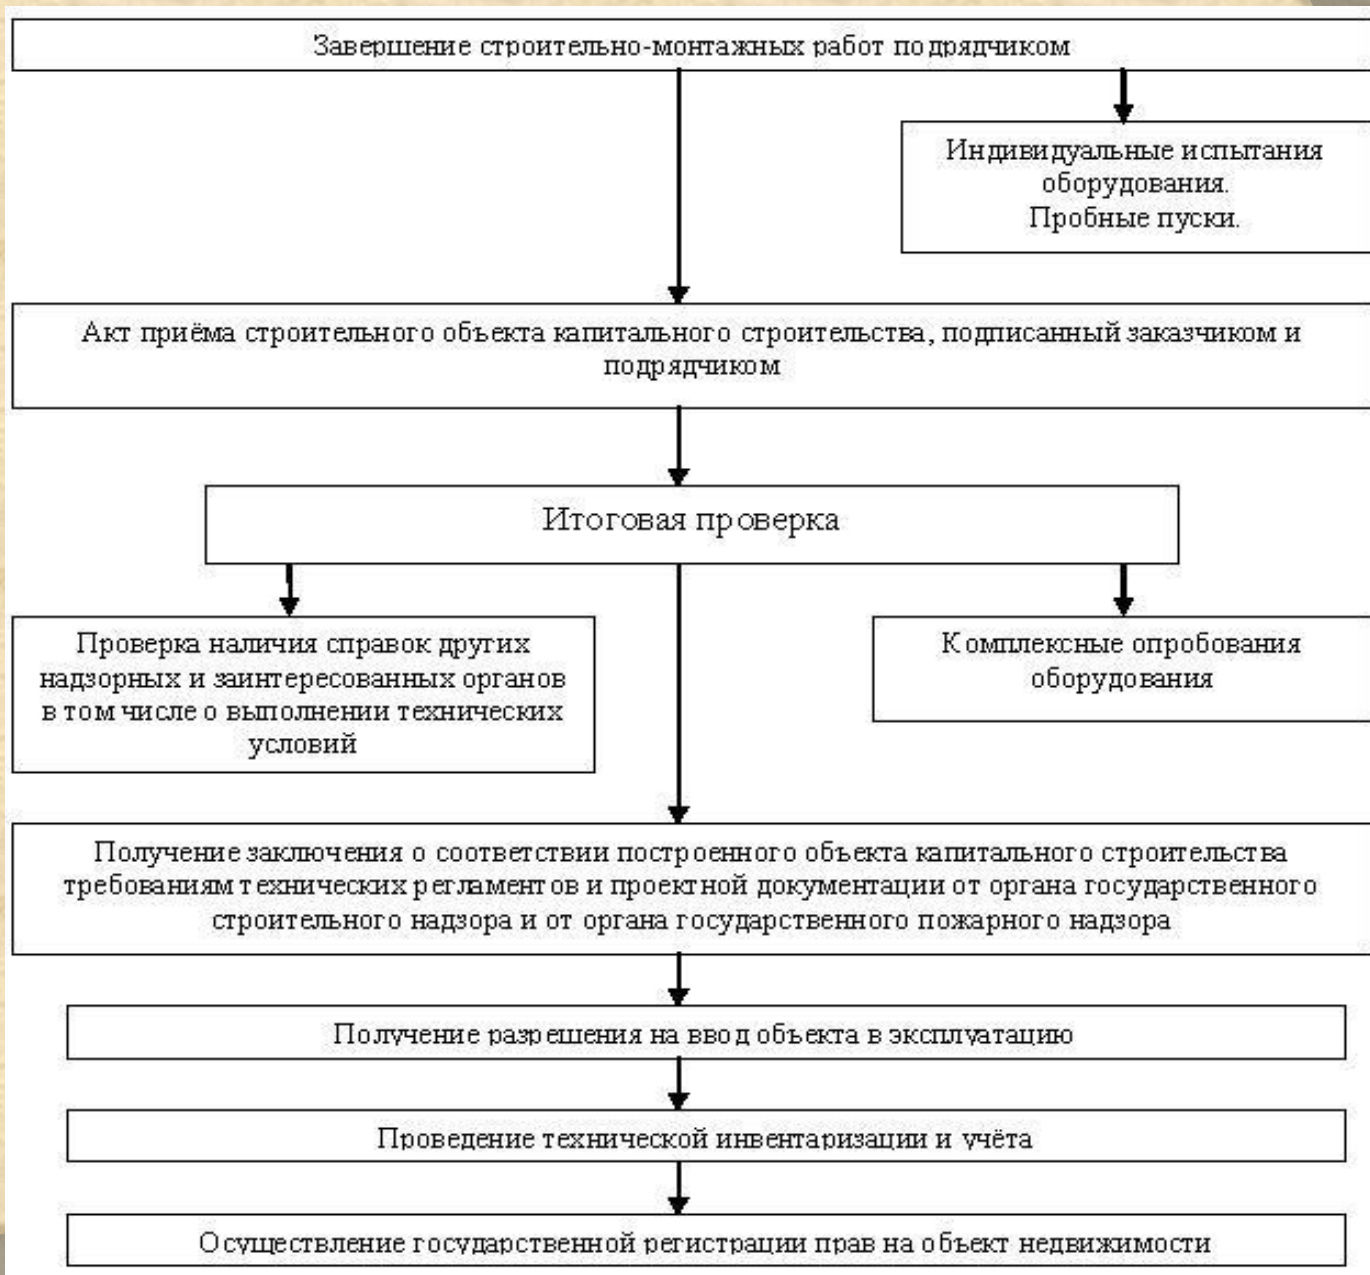 Завершение строительно-монтажных работ подрядчиком
Индивидуальные испытания
оборудования.
Пробные пуски.
Акт приёма строительного объекта капитального строительства, подписанный заказчиком и
подрядчиком
Итоговая проверка
Проверка наличия справок других
надзорных и заинтересованных органов
в том числе о выполнении технических
условий
Комплексные опробования
оборудования
Получение заключения о соответствии построенного объекта капитального строительства
требованиям технических регламентов и проектной документации от органа государственного
строительного надзора и от органа государственного пожарного надзора
Получение разрешения на ввод объекта в эксплуатацию
Проведение технической инвентаризации и учёта
Осуществление государственной регистрации прав на объект недвижимости